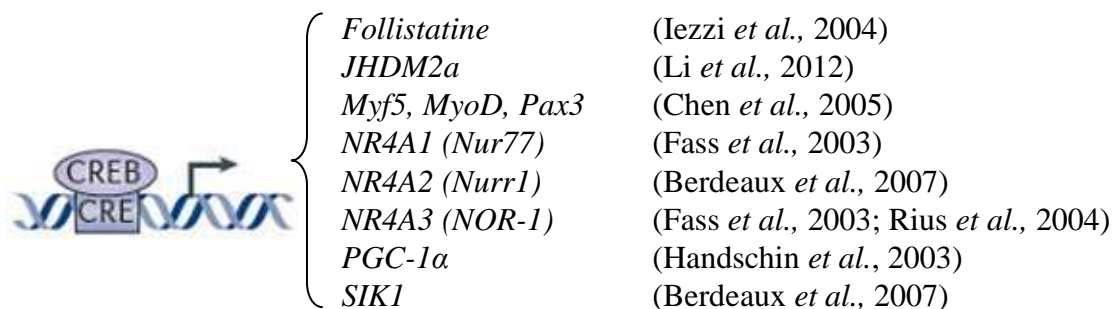 Follistatine (Iezzi et al., 2004)
JHDM2a (Li et al., 2012)
Myf5, MyoD, Pax3 (Chen et al., 2005)
NR4A1 (Nur77) (Fass et al., 2003)
CREB
NR4A2 (Nurr1) (Berdeaux et al., 2007)
CRE
NR4A3 (NOR-1) (Fass et al., 2003; Rius et al., 2004)
PGC-1α (Handschin et al., 2003)
SIK1 (Berdeaux et al., 2007)